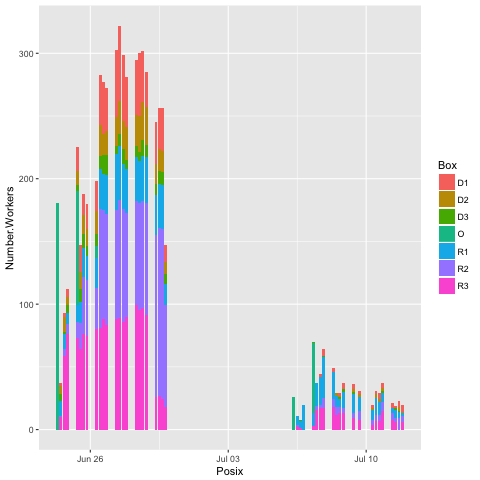 300
200
100
0
Number.Workers
Jun 26
Jul 03
Jul 10
Posix
Box
D1
D2
D3
O
R1
R2
R3